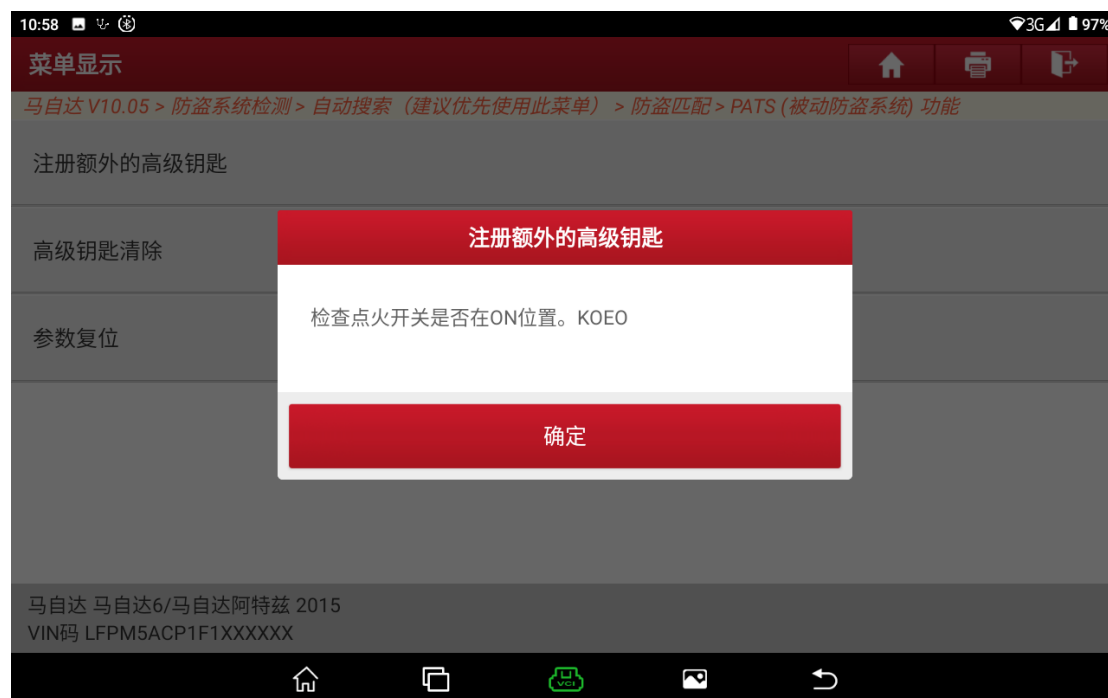 10:58 3G 97%
菜单显示
马自达 V10.05 > 防盗系统检测 > 自动搜索（建议优先使用此菜单） > 防盗匹配 > PATS (被动防盗系统) 功能
注册额外的高级钥匙
注册额外的高级钥匙
高级钥匙清除
检查点火开关是否在ON位置。KOEO
参数复位
确定
马自达 马自达6/马自达阿特兹 2015
VIN码 LFPM5ACP1F1XXXXXX
VCI